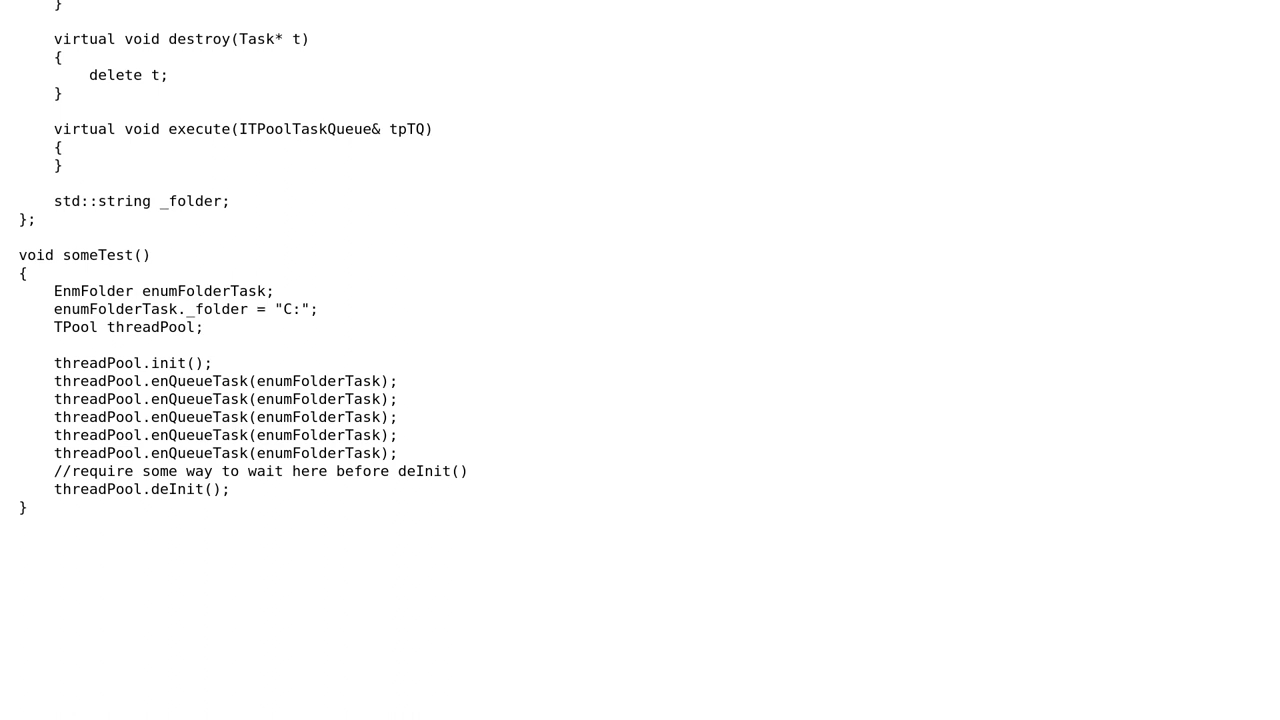 }
virtual void destroy(Task* t)
{
delete t;
}
virtual void execute(ITPoolTaskQueue& tpTQ)
{
}
std::string _folder;
};
void someTest()
{
EnmFolder enumFolderTask;
enumFolderTask._folder = "C:";
TPool threadPool;
threadPool.init();
threadPool.enQueueTask(enumFolderTask);
threadPool.enQueueTask(enumFolderTask);
threadPool.enQueueTask(enumFolderTask);
threadPool.enQueueTask(enumFolderTask);
threadPool.enQueueTask(enumFolderTask);
//require some way to wait here before deInit()
threadPool.deInit();
}